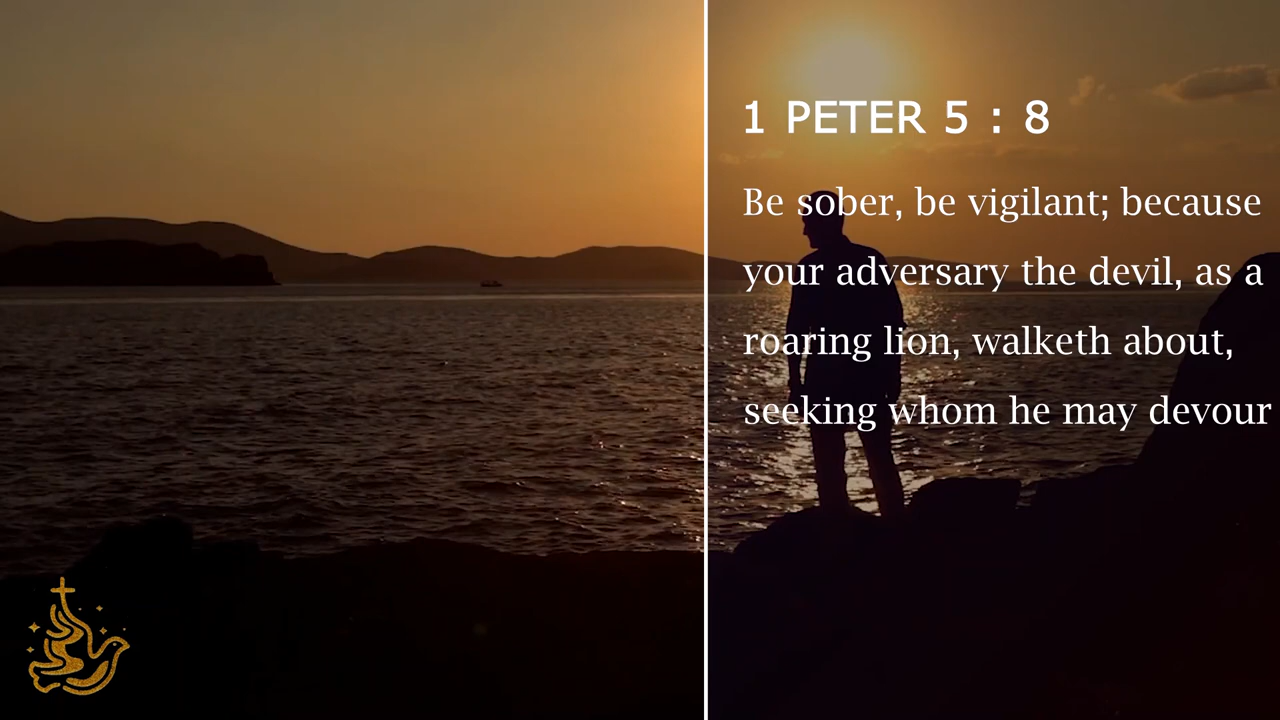 1 PETER 5 : 8
Be sober, be vigilant; because
your adversary the devil, as a
roaring lion, walketh about,
seeking whom he may devour